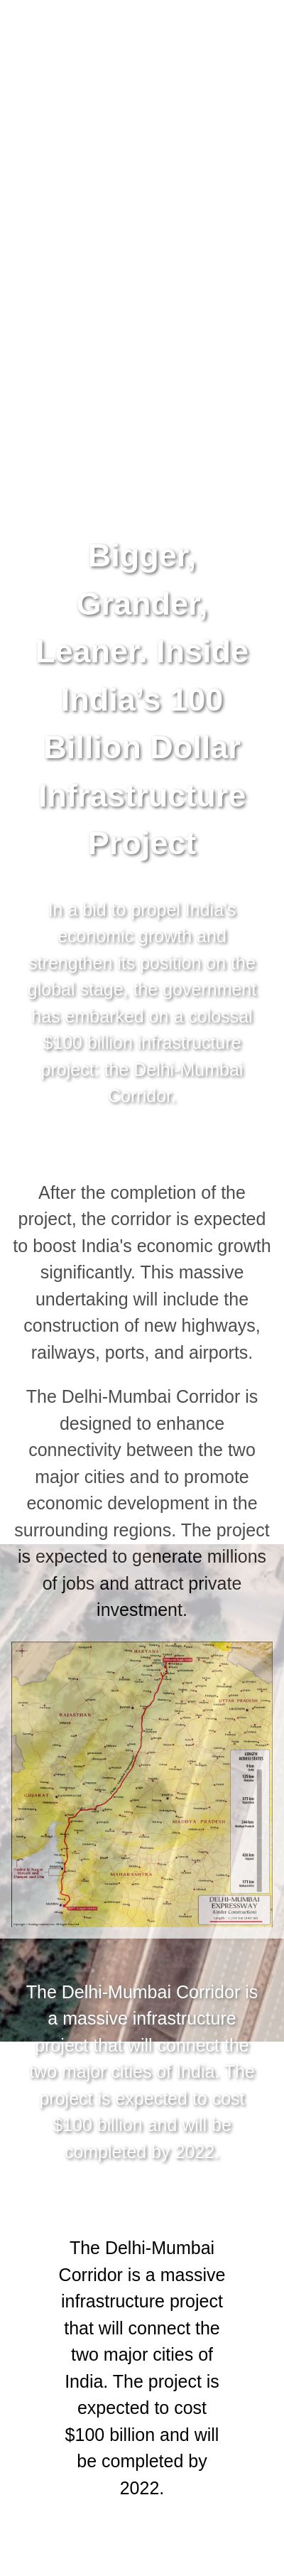 Bigger,
Grander,
Leaner. Inside
India's 100
Billion Dollar
Infrastructure
Project
In a bid to propel India's
economic growth and
strengthen its position on the
global stage, the government
has embarked on a colossal
$100 billion infrastructure
project: the Delhi-Mumbai
Corridor.
After the completion of the
project, the corridor is expected
to boost India's economic growth
significantly. This massive
undertaking will include the
construction of new highways,
railways, ports, and airports.
The Delhi-Mumbai Corridor is
designed to enhance
connectivity between the two
major cities and to promote
economic development in the
surrounding regions. The project
is expected to generate millions
of jobs and attract private
investment.
HARYANA
RAJASTHAN
UTTAR PRADESH
GUJARAT
MADHYA PRADESH
MAHARASHTRA
DELHI-MUMBAI
EXPRESSWAY
(Under Construction)
The Delhi-Mumbai Corridor is
a massive infrastructure
project that will connect the
two major cities of India. The
project is expected to cost
$100 billion and will be
completed by 2022.
The Delhi-Mumbai
Corridor is a massive
infrastructure project
that will connect the
two major cities of
India. The project is
expected to cost
$100 billion and will
be completed by
2022.